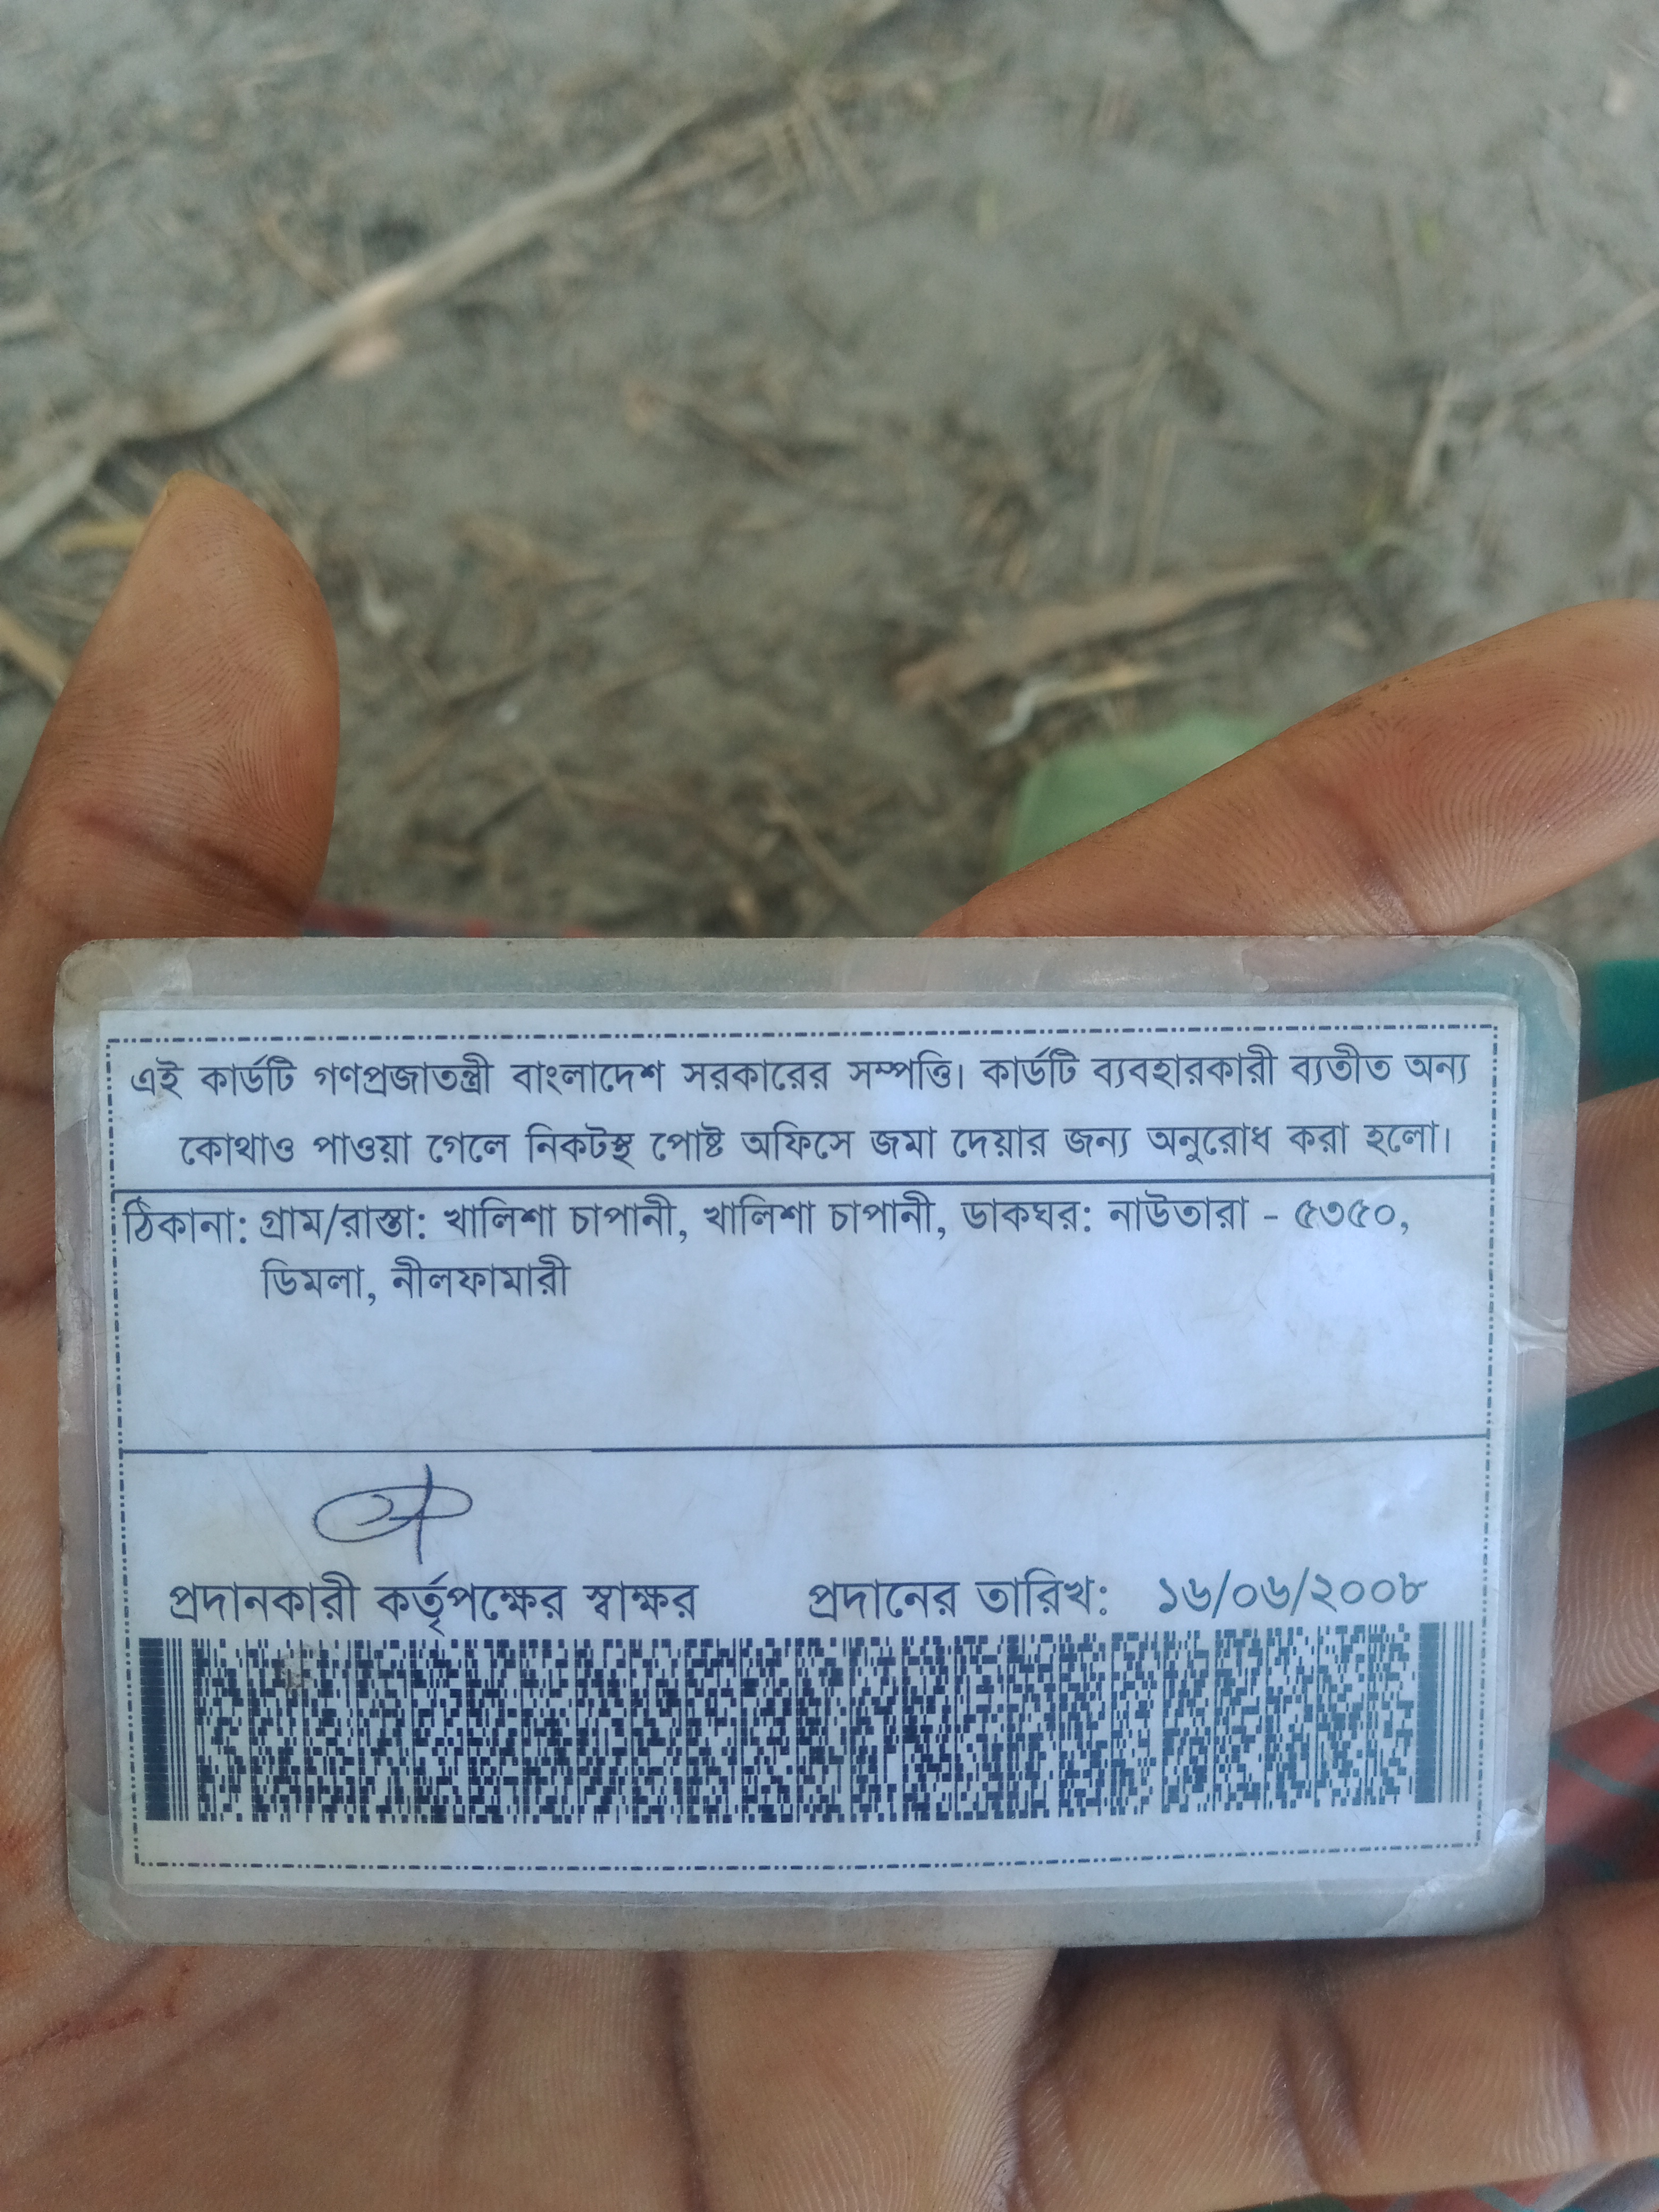 এই কার্ডটি গণপ্রজাতন্ত্রী বাংলাদেশ সরকারের সম্পত্তি। কার্ডটি ব্যবহারকারী ব্যতীত অন্য
কোথাও পাওয়া গেলে নিকটস্থ পোষ্ট অফিসে জমা দেয়ার জন্য অনুরোধ করা হলো।
ঠিকানা: গ্রাম/রাস্তা: খালিশা চাপানী, খালিশা চাপানী, ডাকঘর: নাউতারা - ৫৩৫০,
ডিমলা, নীলফামারী
প্রদানকারী কর্তৃপক্ষের স্বাক্ষর প্রদানের তারিখ: ১৬/০৬/২০০৮